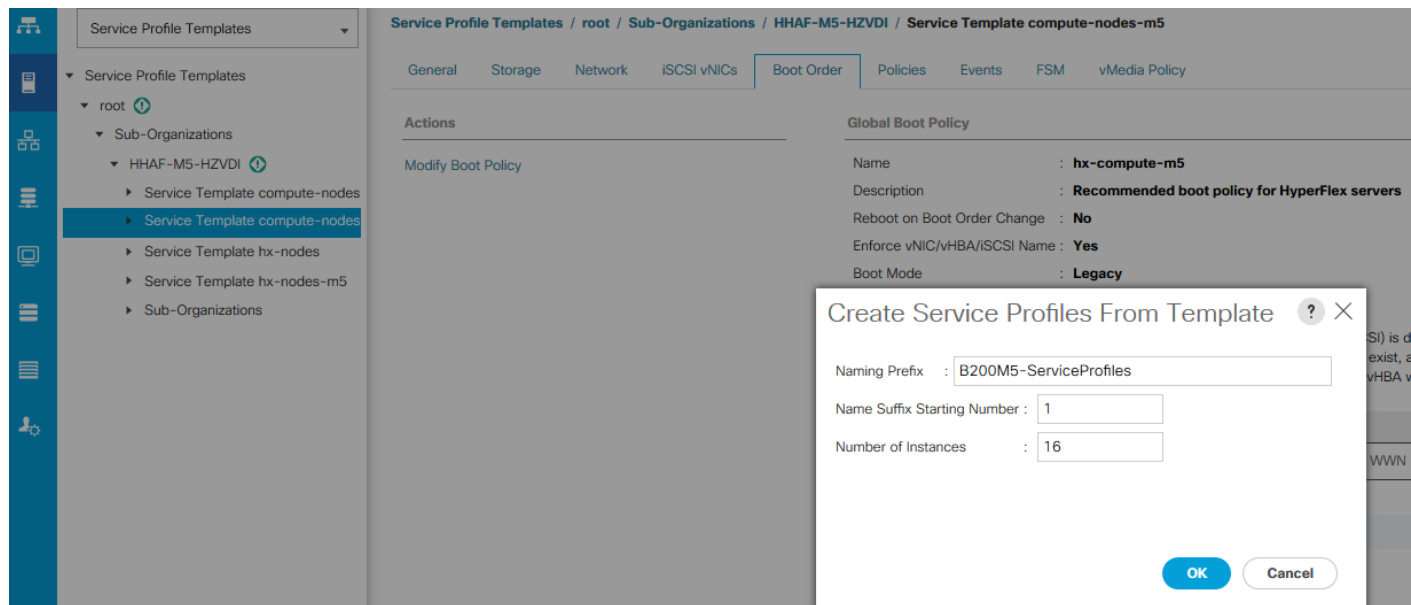 Service Profile Templates
Service Profile Templates / root / Sub-Organizations / HHAF-M5-HZVDI / Service Template compute-nodes-m5
Service Profile Templates
root
Sub-Organizations
HHAF-M5-HZVDI
Service Template compute-nodes
Service Template compute-nodes
Service Template hx-nodes
Service Template hx-nodes-m5
Sub-Organizations
General Storage Network iSCSI vNICs Boot Order Policies Events FSM vMedia Policy
Actions
Modify Boot Policy
Global Boot Policy
Name : hx-compute-m5
Description : Recommended boot policy for HyperFlex servers
Reboot on Boot Order Change : No
Enforce vNIC/vHBA/iSCSI Name : Yes
Boot Mode : Legacy
SI) is d
exist, a
vHBA w
WWN
Create Service Profiles From Template ?
Naming Prefix : B200M5-ServiceProfiles
Name Suffix Starting Number : 1
Number of Instances : 16
OK Cancel